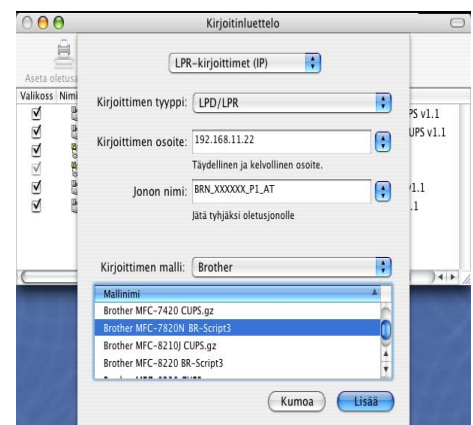 Kirjoitinluettelo
LPR-kirjoittimet (IP)
Aseta oletus
Valikoss Nimi
Kirjoittimen tyyppi: LPD/LPR
PS v1.1
UPS v1.1
Kirjoittimen osoite: 192.168.11.22
Täydellinen ja kelvollinen osoite.
v1.1
Jonon nimi: BRN_XXXXXX_P1_AT
.1
Jätä tyhjäksi oletusjonolle
Kirjoittimen malli: Brother
Mallinimi
Brother MFC-7420 CUPS.gz
Brother MFC-7820N BR-Script3
Brother MFC-8210J CUPS.gz
Brother MFC-8220 BR-Script3
Kumoa
Lisää